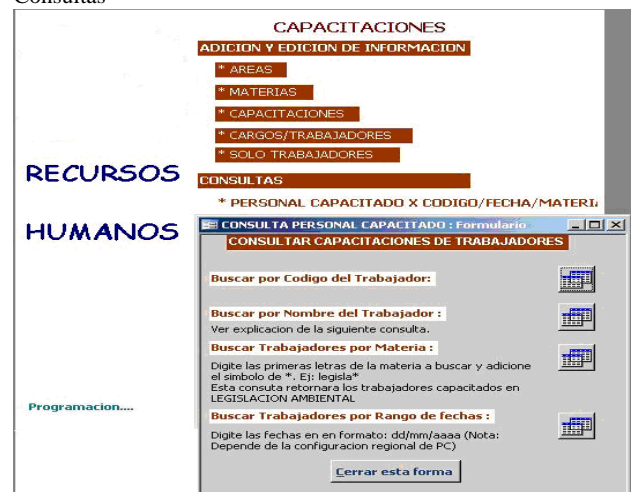 Consultas
CAPACITACIONES
ADICION Y EDICION DE INFORMACION
* AREAS
* MATERIAS
* CAPACITACIONES
* CARGOS/TRABAJADORES
* SOLO TRABAJADORES
RECURSOS
HUMANOS
CONSULTAS
* PERSONAL CAPACITADO X CODIGO/FECHA/MATERI
CONSULTA PERSONAL CAPACITADO : Formulario
CONSULTAR CAPACITACIONES DE TRABAJADORES
Buscar por Codigo del Trabajador:
Buscar por Nombre del Trabajador :
Ver explicacion de la siguiente consulta.
Buscar Trabajadores por Materia :
Digite las primeras letras de la materia a buscar y adicione
el simbolo de *. Ej: legisla*
Esta consuta retornara los trabajadores capacitados en
LEGISLACION AMBIENTAL
Buscar Trabajadores por Rango de fechas :
Digite las fechas en en formato: dd/mm/aaaa (Nota:
Depende de la configuracion regional de PC)
Cerrar esta forma
Programacion....